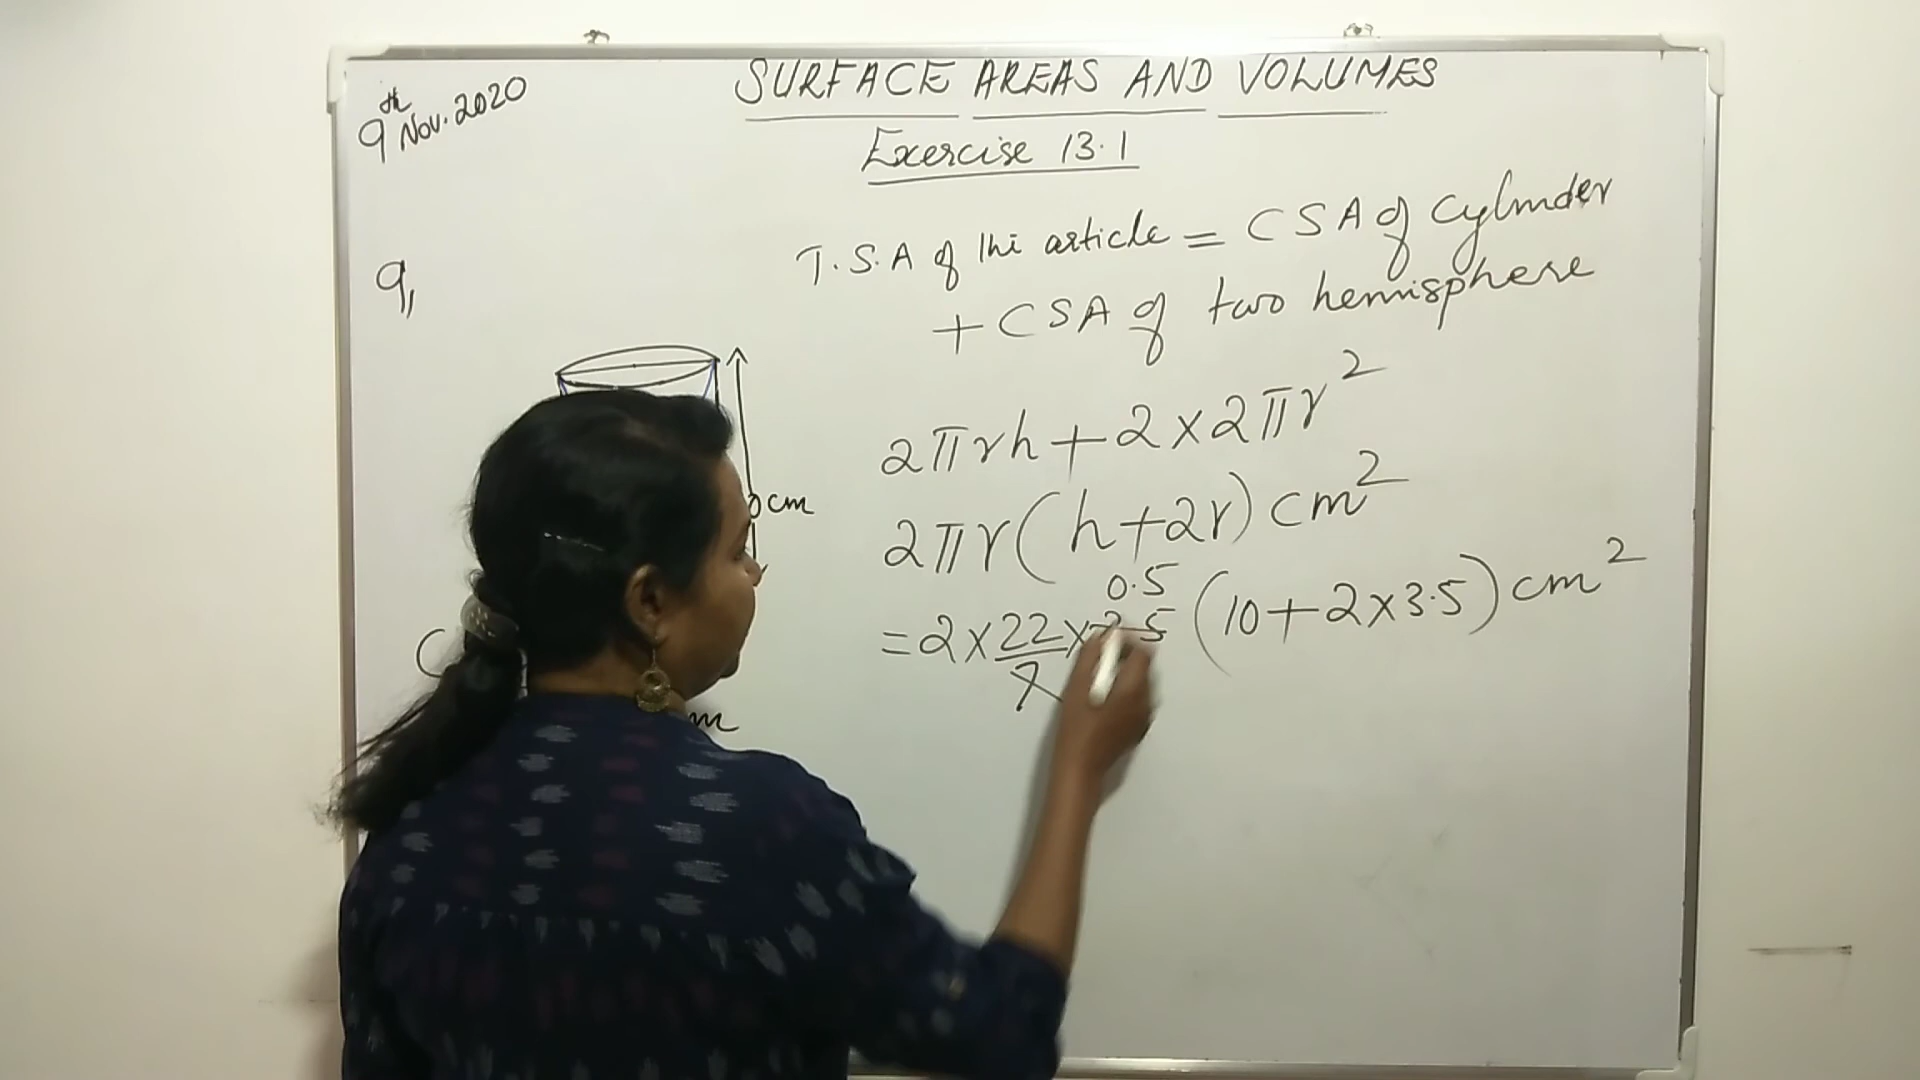 9th Nov. 2020
SURFACE AREAS AND VOLUMES
Exercise 13.1
9,
T.S.A of the article = CSA of cylinder
+ CSA of two hemisphere
2πrh + 2 × 2πr²
2πr(h+2r) cm²
0.5
= 2 × 22/7 × 3.5 (10 + 2 × 3.5) cm²
cm